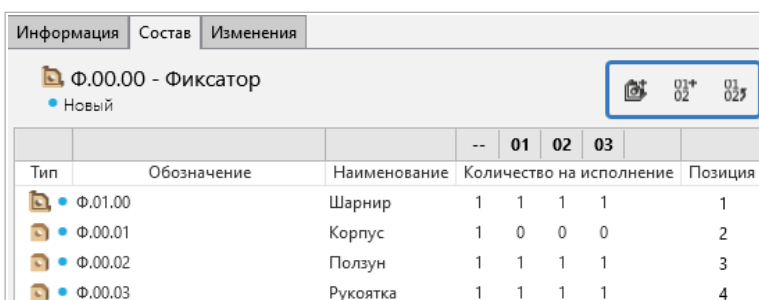 Информация Состав Изменения
Ф.00.00 - Фиксатор
Новый
01+ 02 01 02
-- 01 02 03
Тип Обозначение Наименование Количество на исполнение Позиция
Ф.01.00 Шарнир 1 1 1 1 1
Ф.00.01 Корпус 1 0 0 0 2
Ф.00.02 Ползун 1 1 1 1 3
Ф.00.03 Рукоятка 1 1 1 1 4